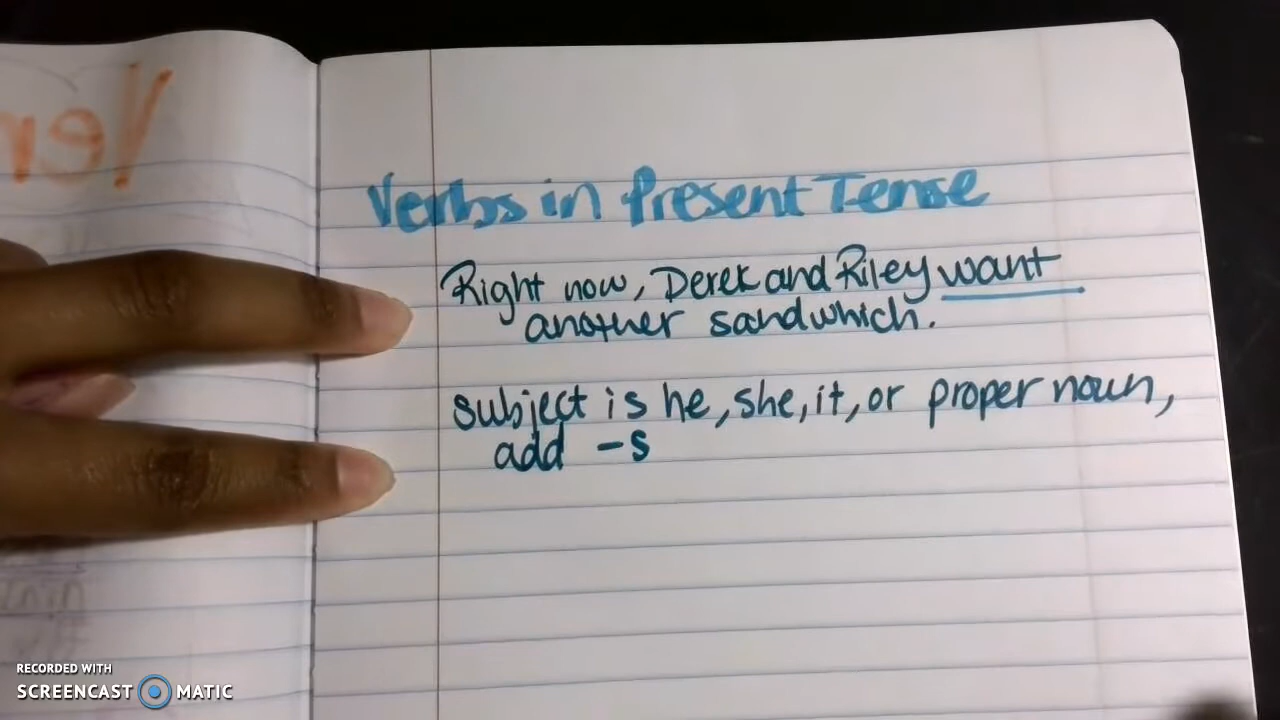 Ver
Verbs in Present Tense
Right now, Derek and Riley want
another sandwhich.
subject is he, she, it, or proper noun,
add -s
RECORDED WITH
SCREENCAST MATIC